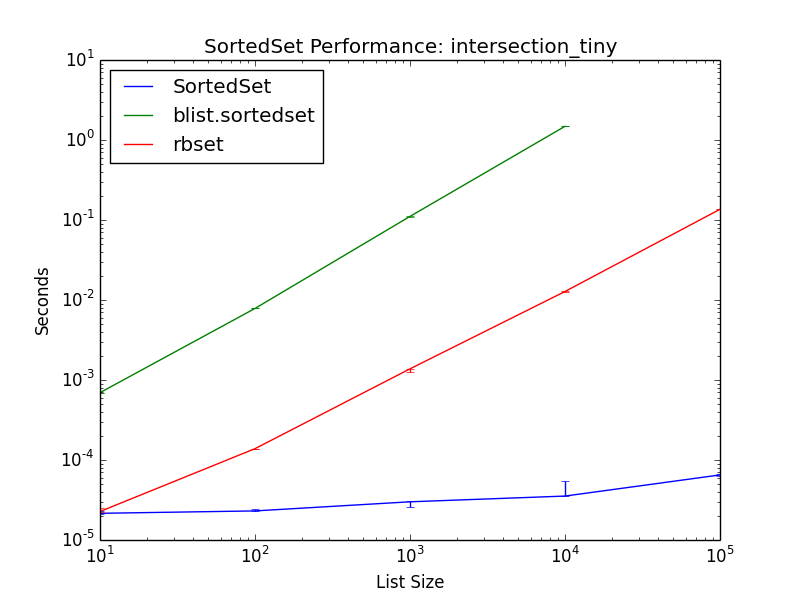 SortedSet Performance: intersection_tiny
10^1
SortedSet
blist.sortedset
rbset
10^0
10^-1
10^-2
10^-3
10^-4
10^-5
Seconds
10^1 10^2 10^3 10^4 10^5
List Size